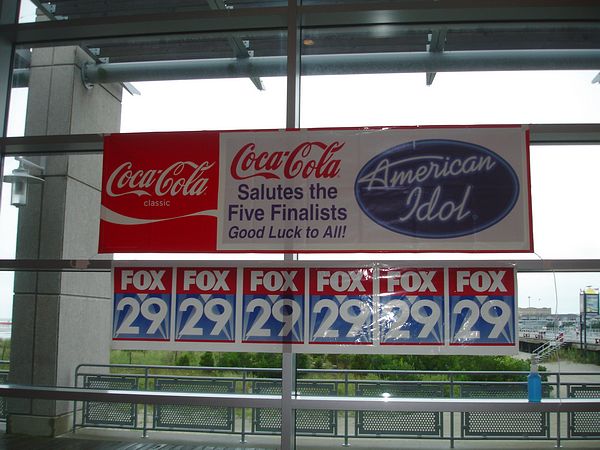 Coca-Cola
classic
Coca-Cola
Salutes the
Five Finalists
Good Luck to All!
American
Idol
FOX FOX FOX FOX FOX FOX
29 29 29 29 29 29